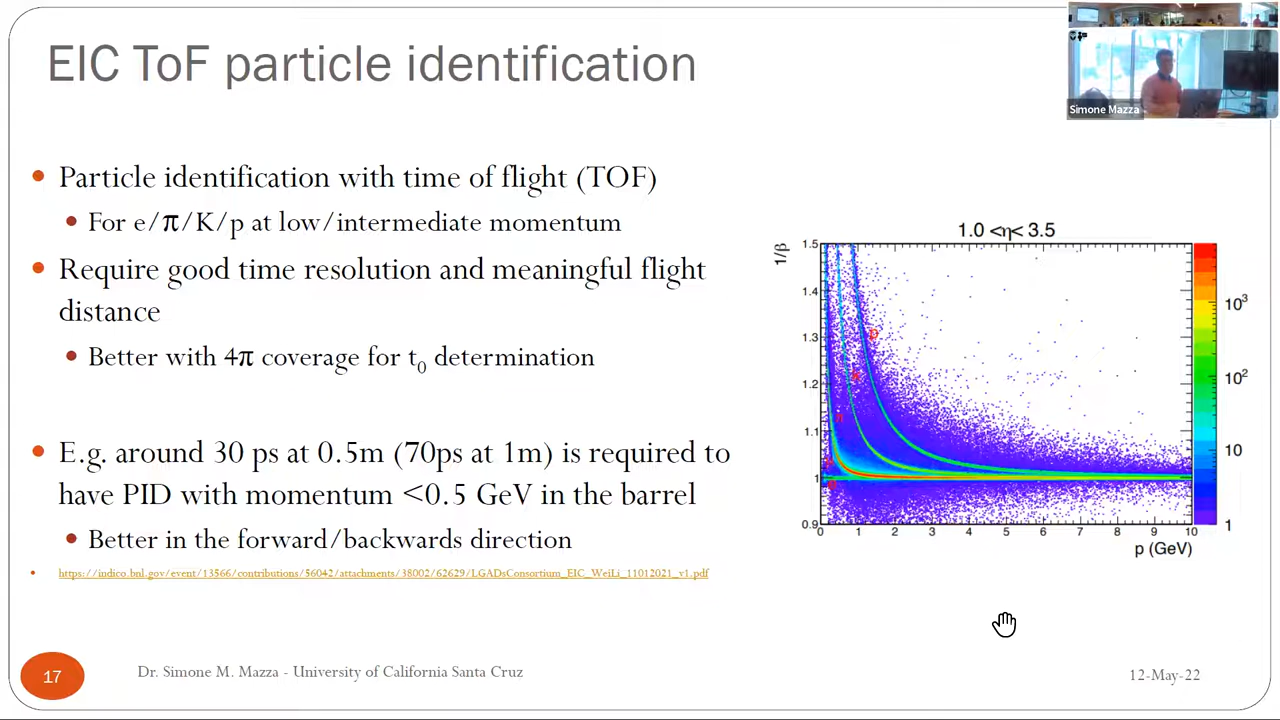 EIC ToF particle identification
Simone Mazza
• Particle identification with time of flight (TOF)
• For e/π/K/p at low/intermediate momentum
• Require good time resolution and meaningful flight
distance
• Better with 4π coverage for t0 determination
• E.g. around 30 ps at 0.5m (70ps at 1m) is required to
have PID with momentum <0.5 GeV in the barrel
• Better in the forward/backwards direction
• https://indico.bnl.gov/event/13566/contributions/56042/attachments/38002/62629/LGADsConsortium_EIC_WeiLi_11012021_v1.pdf
1.0 <η< 3.5
1/β
1.5
1.4
1.3
1.2
1.1
1
0.9
p
0 1 2 3 4 5 6 7 8 9 10
p (GeV)
10³
10²
10
1
17
Dr. Simone M. Mazza - University of California Santa Cruz
12-May-22